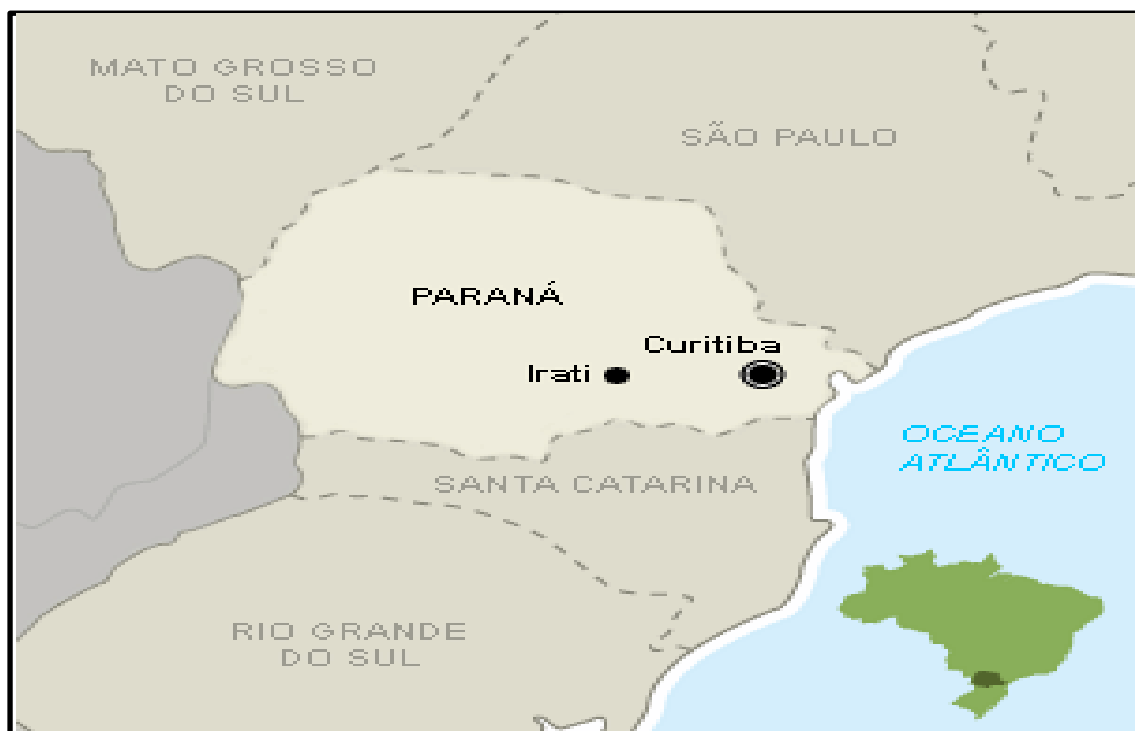 MATO GROSSO
DO SUL
SÃO PAULO
PARANÁ
Curitiba
Irati
OCEANO
ATLÂNTICO
SANTA CATARINA
RIO GRANDE
DO SUL